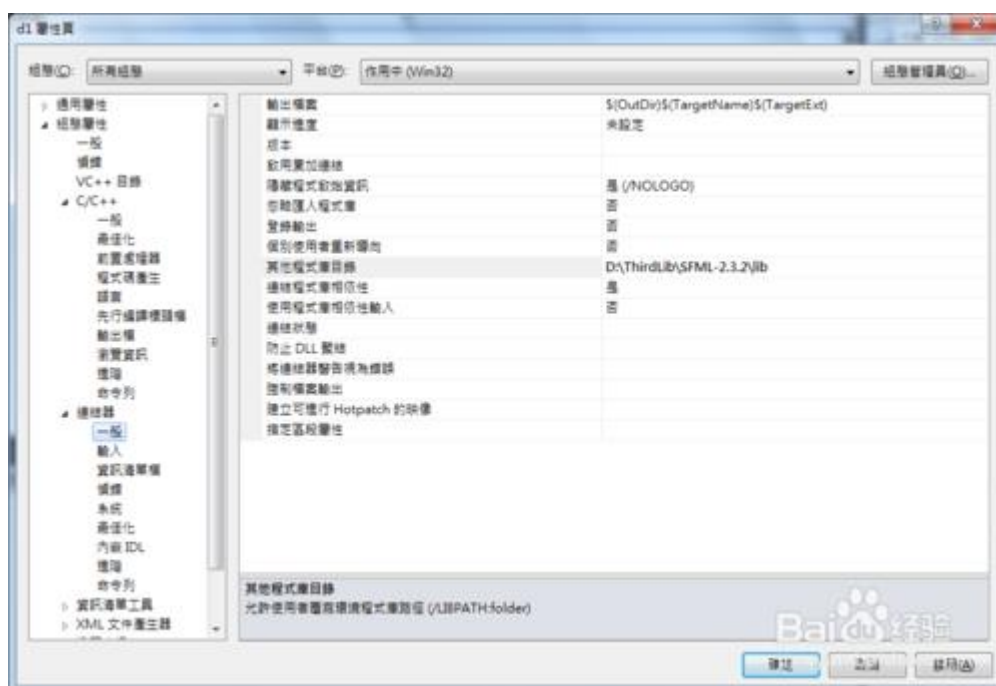 d1 屬性頁
組態(C): 所有組態 平台(P): 作用中 (Win32) 組態管理員(O)...
通用屬性
組態屬性
一般
偵錯
VC++ 目錄
C/C++
一般
最佳化
前置處理器
程式碼產生
語言
先行編譯標頭檔
輸出檔
瀏覽資訊
進階
命令列
連結器
一般
輸入
資訊清單檔
偵錯
系統
最佳化
內嵌 IDL
進階
命令列
資訊清單工具
XML 文件產生器
輸出檔案 $(OutDir)$(TargetName)$(TargetExt)
顯示進度 未設定
版本
啟用累加連結
隱藏程式啟始資訊 是 (/NOLOGO)
忽略匯入程式庫 否
登錄輸出 否
個別使用者重新導向 否
其他程式庫目錄 D:\ThirdLib\SFML-2.3.2\lib
連結程式庫相依性 是
使用程式庫相依性輸入 否
連結狀態
防止 DLL 繫結
將連結器警告視為錯誤
強制檔案輸出
建立可進行 Hotpatch 的映像
指定區段屬性
其他程式庫目錄
允許使用者覆寫環境程式庫路徑 (/LIBPATH:folder)
Baidu 经验
確定 取消 套用(A)